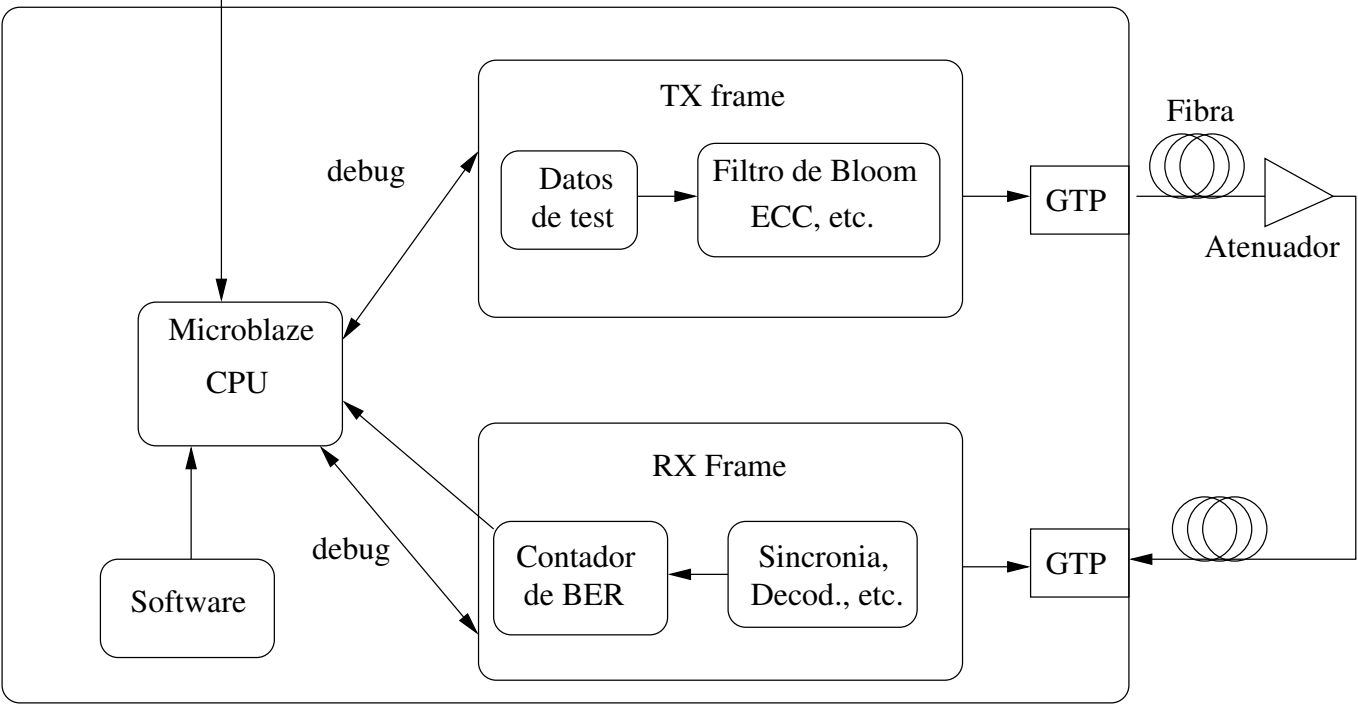 TX frame
Fibra
debug
Datos
de test
Filtro de Bloom
ECC, etc.
GTP
Atenuador
Microblaze
CPU
RX Frame
debug
Contador
de BER
Sincronia,
Decod., etc.
GTP
Software